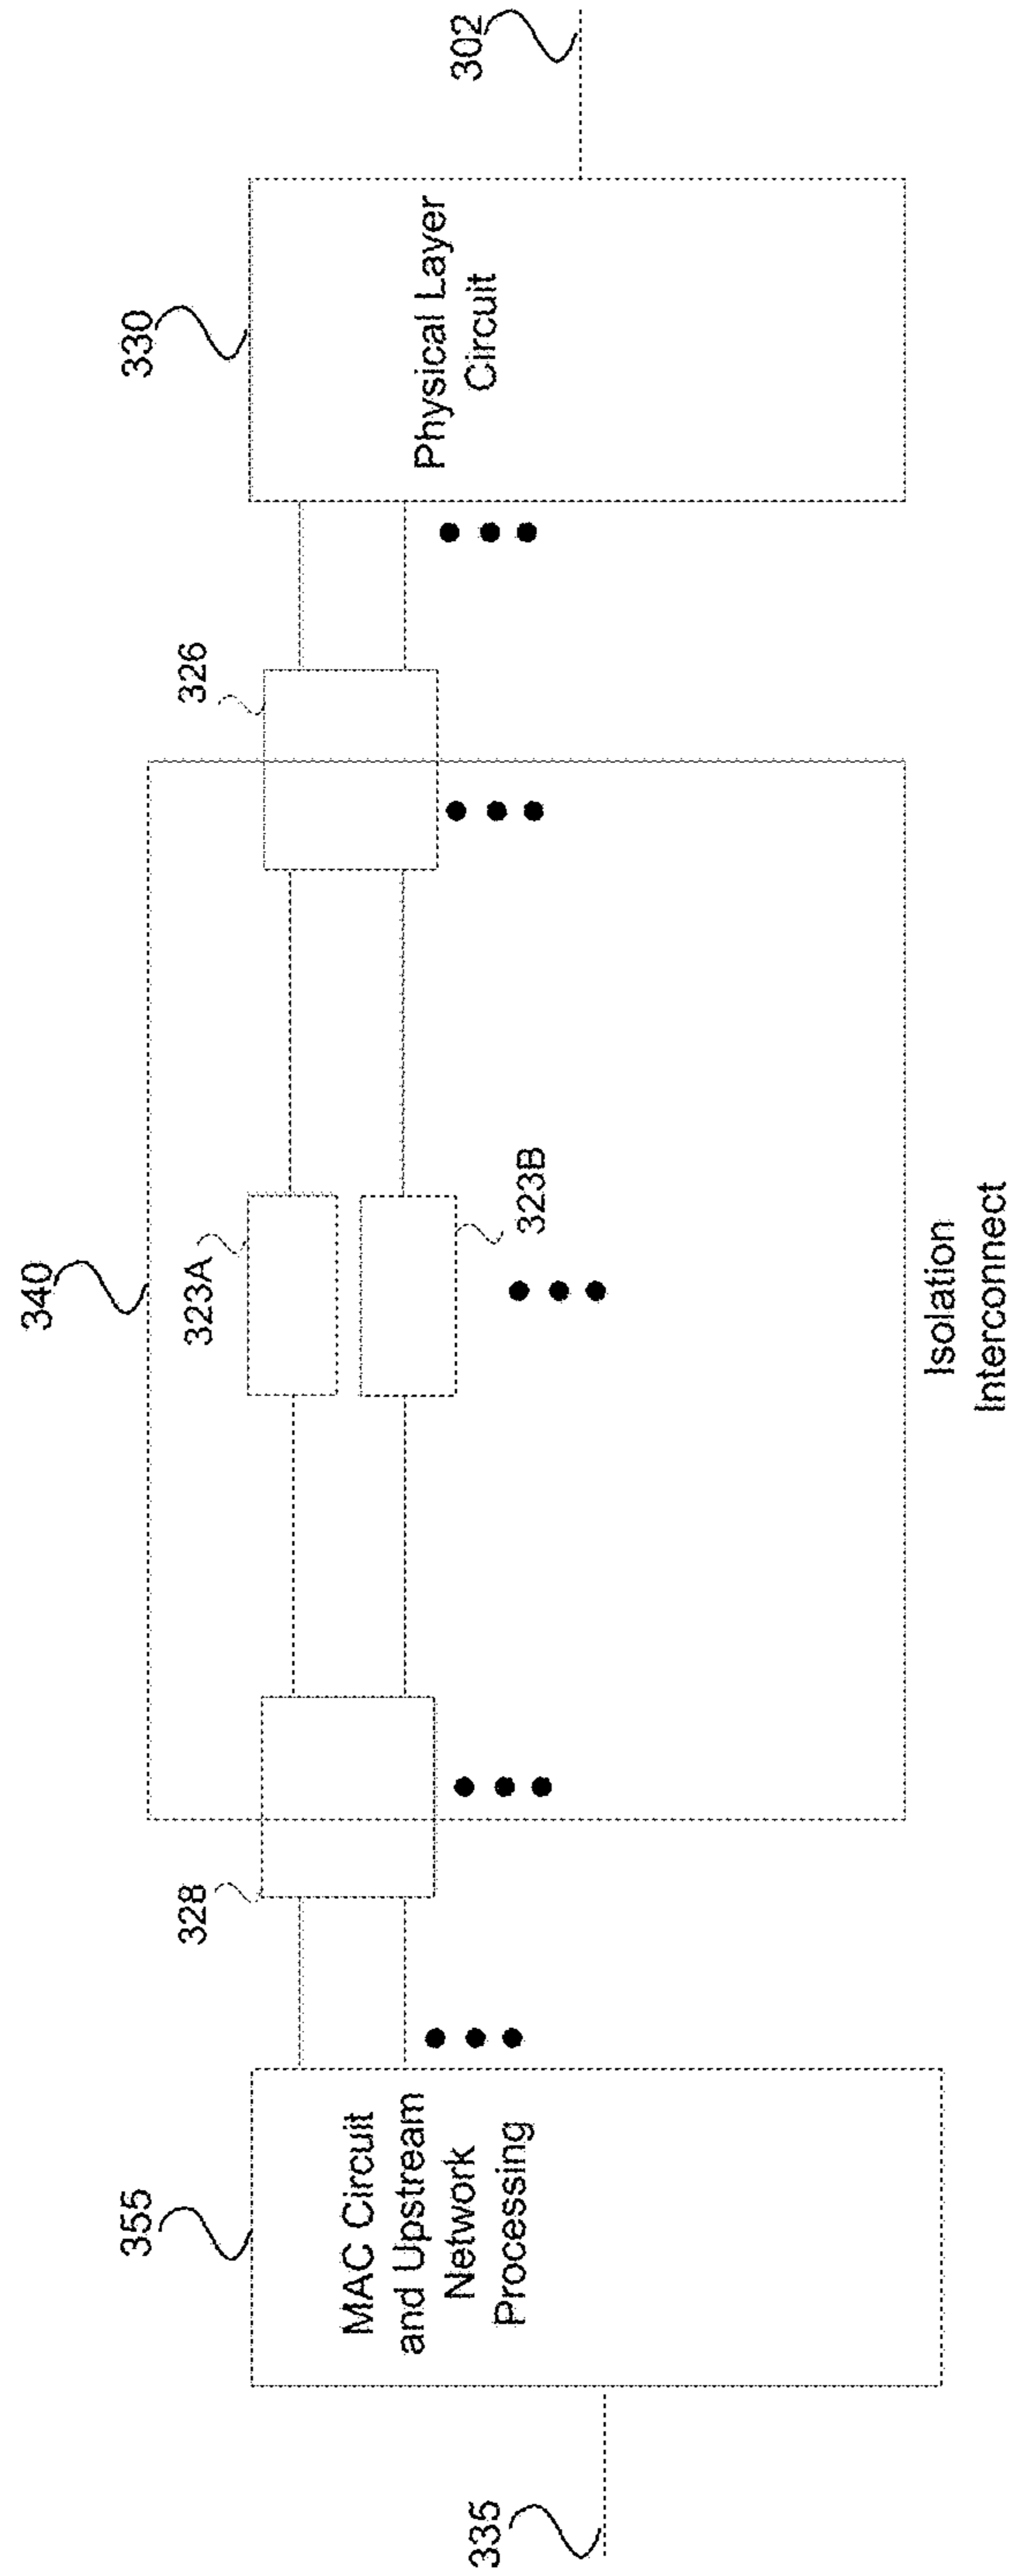 340
355
330
328
326
323A
323B
335
302
MAC Circuit
and Upstream
Network
Processing
Physical Layer
Circuit
Isolation
Interconnect